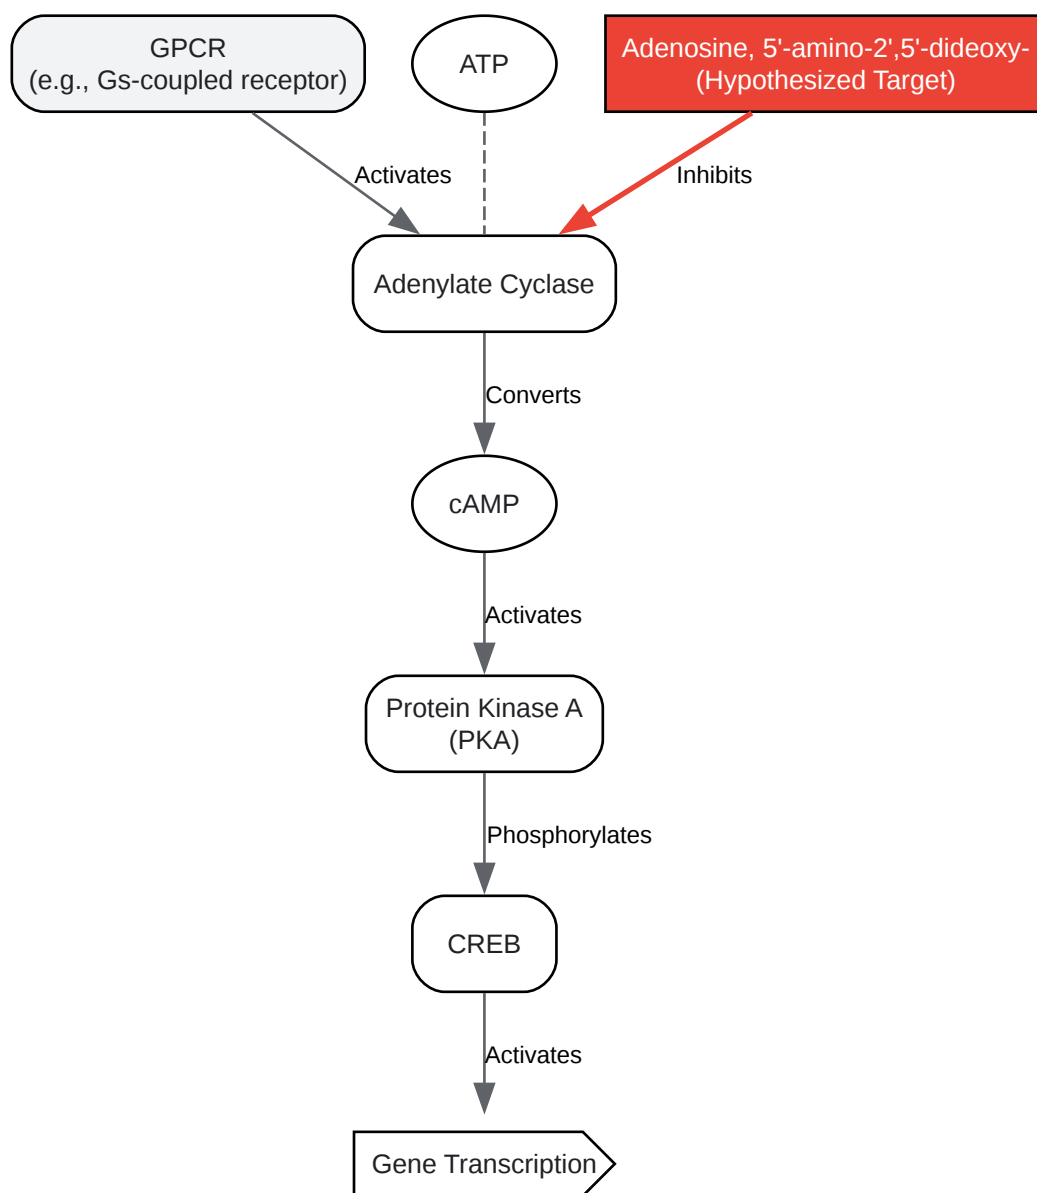 GPCR
(e.g., Gs-coupled receptor)
ATP
Adenosine, 5'-amino-2',5'-dideoxy-
(Hypothesized Target)
Activates
Inhibits
Adenylate Cyclase
Converts
cAMP
Activates
Protein Kinase A
(PKA)
Phosphorylates
CREB
Activates
Gene Transcription